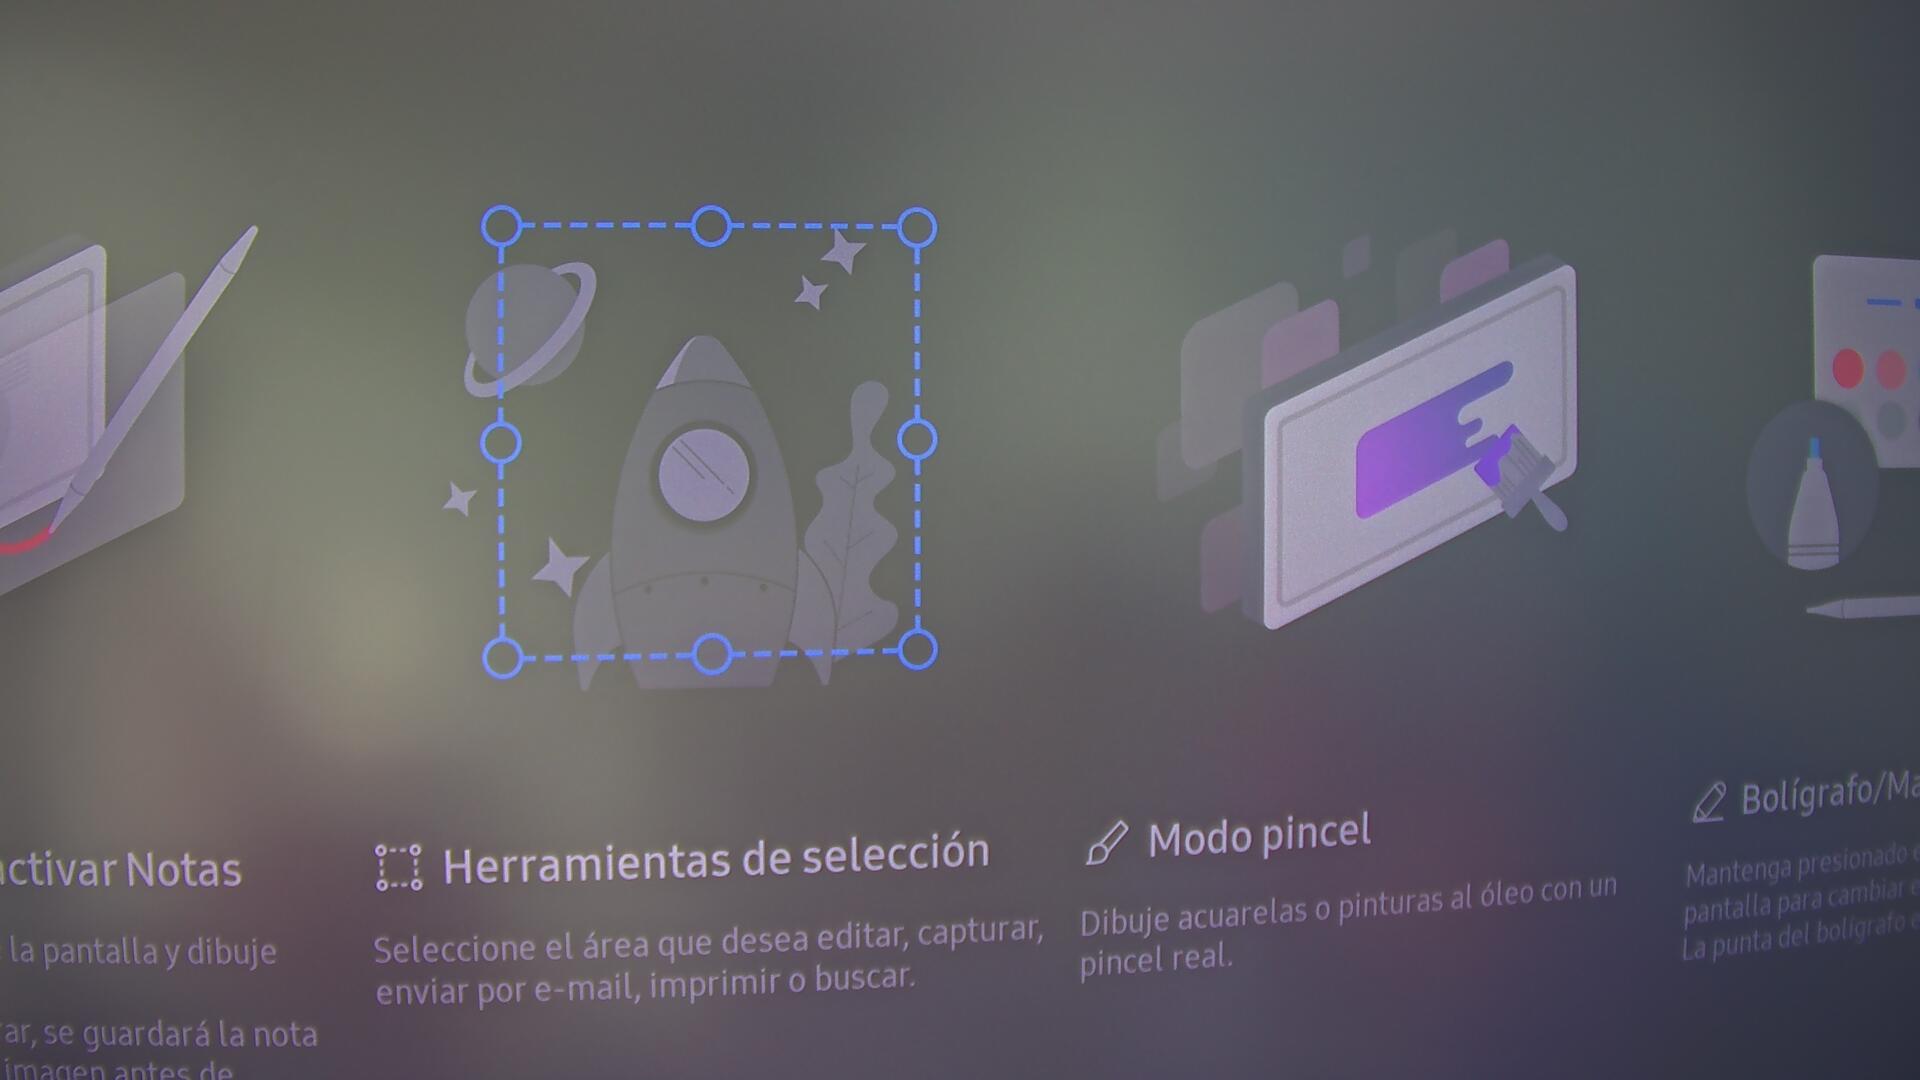 activar Notas
la pantalla y dibuje
se guardará la nota
imagen antes de
Herramientas de selección
Seleccione el área que desea editar, capturar,
enviar por e-mail, imprimir o buscar.
Modo pincel
Dibuje acuarelas o pinturas al óleo con un
pincel real.
Bolígrafo/Ma
Mantenga presionado
pantalla para cambiar
La punta del bolígrafo